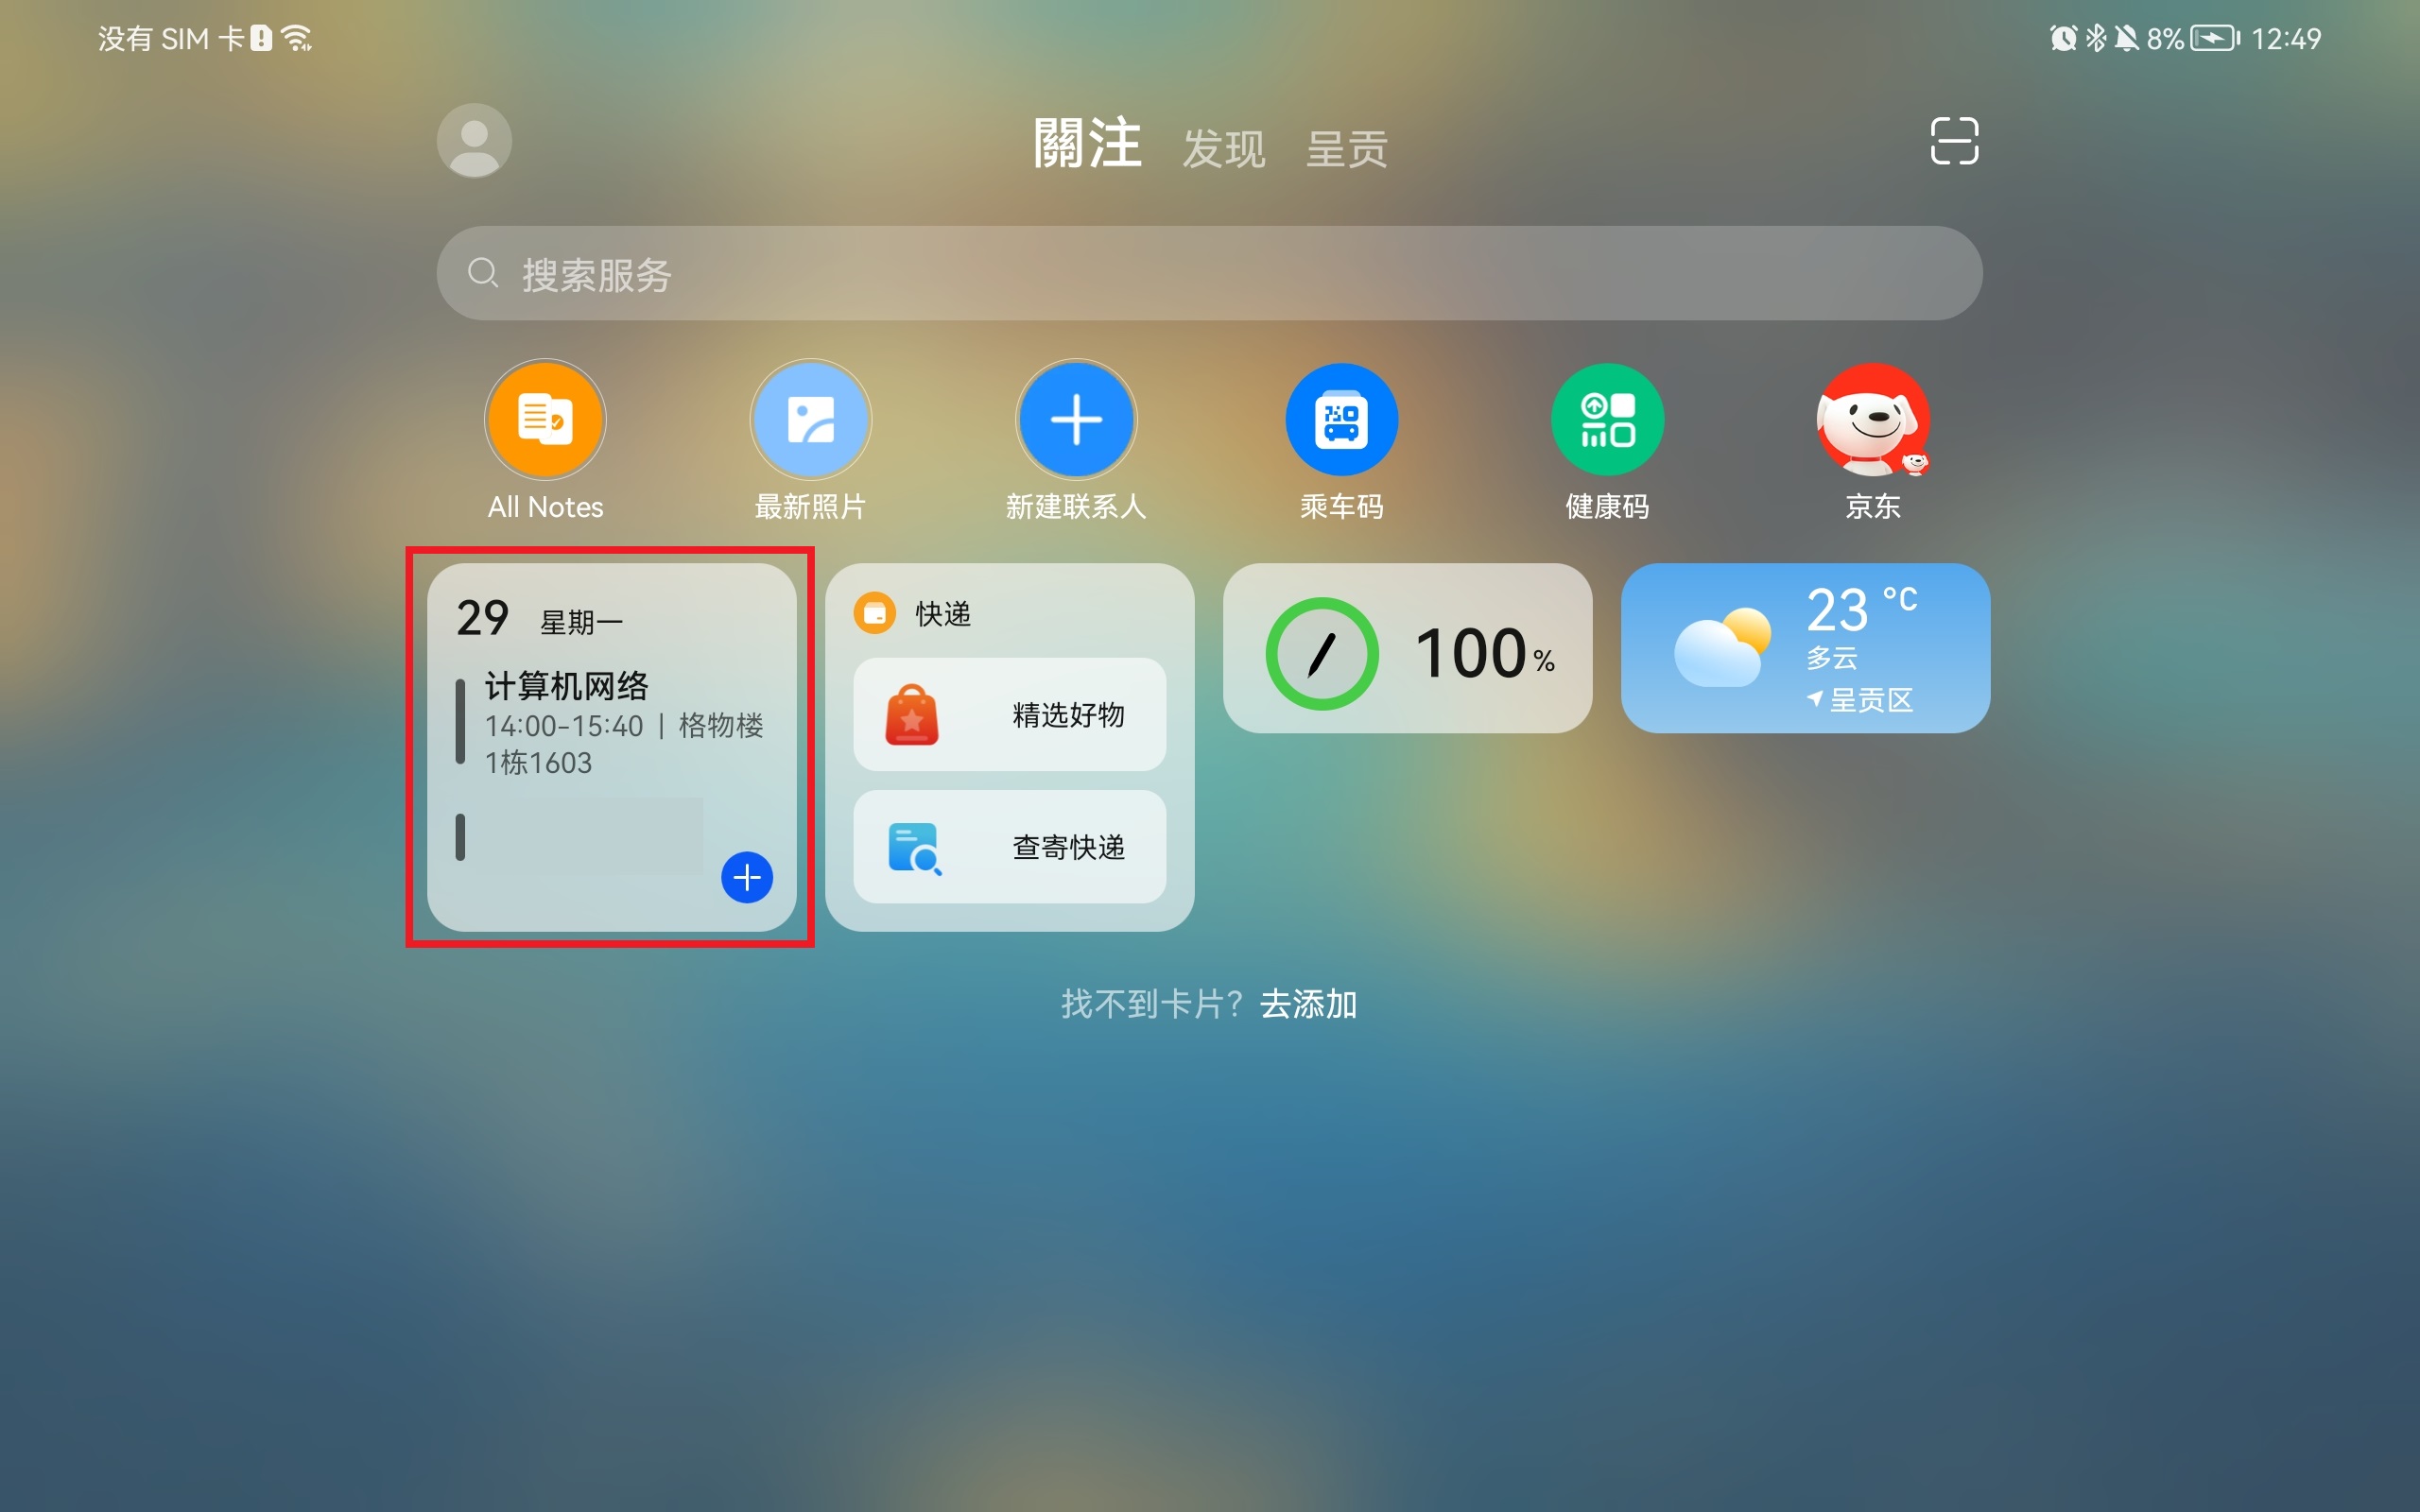 没有 SIM 卡
8% 12:49
關注 发现 呈贡
搜索服务
All Notes
最新照片
新建联系人
乘车码
健康码
京东
29 星期一
计算机网络
14:00-15:40 | 格物楼
1栋1603
快递
精选好物
查寄快递
100%
23 °C
多云
呈贡区
找不到卡片？去添加